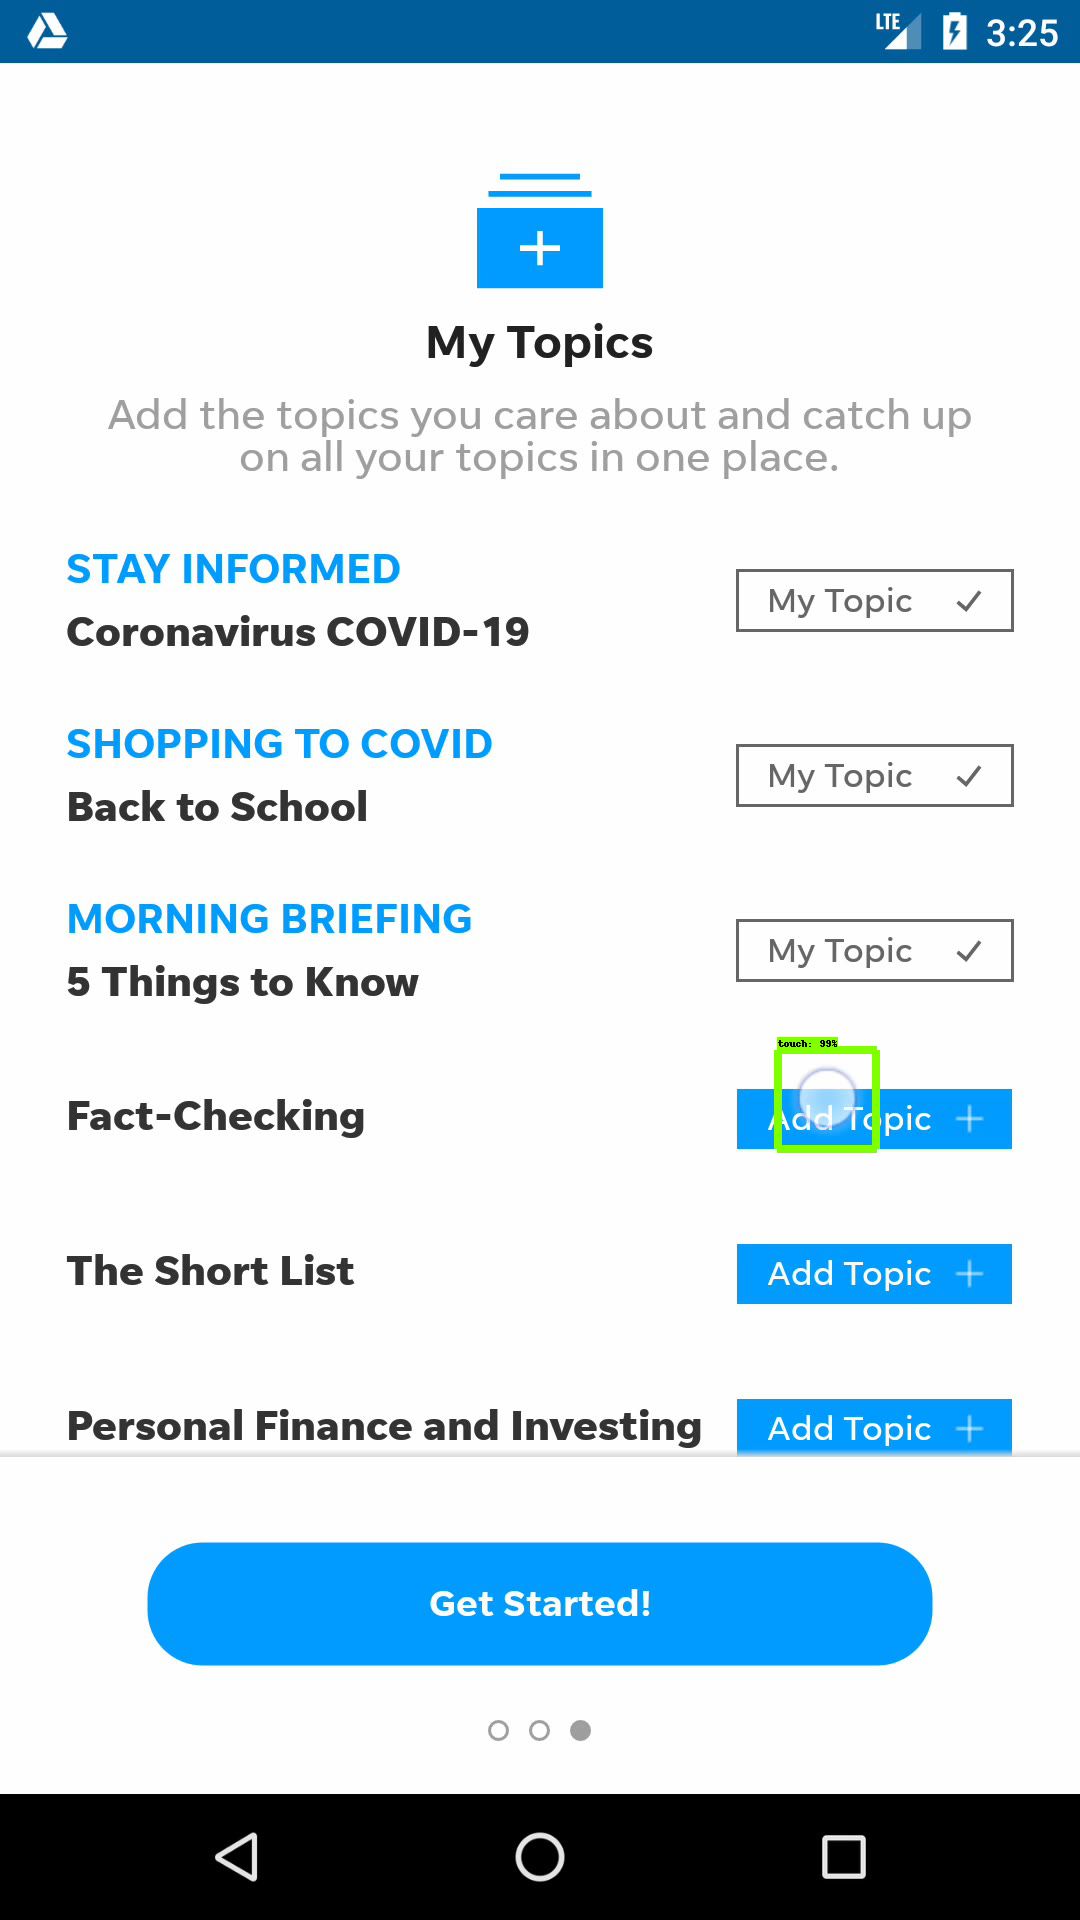 LTE 3:25
My Topics
Add the topics you care about and catch up
on all your topics in one place.
STAY INFORMED
Coronavirus COVID-19
My Topic
SHOPPING TO COVID
Back to School
My Topic
MORNING BRIEFING
5 Things to Know
My Topic
touch: 99%
Fact-Checking
Add Topic
The Short List
Add Topic
Personal Finance and Investing
Add Topic
Get Started!